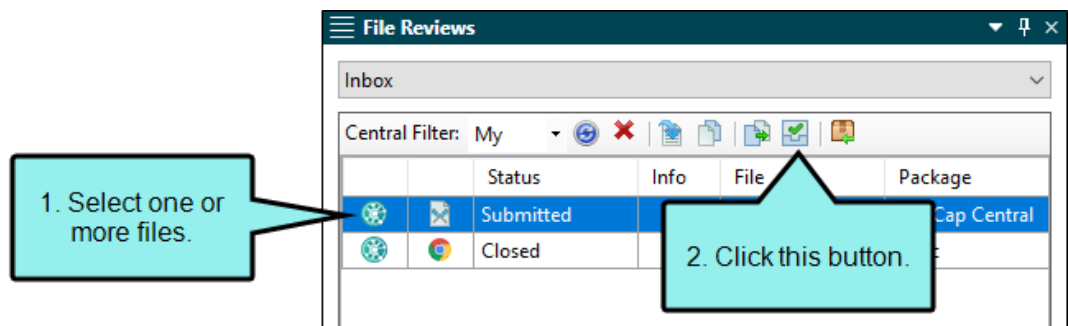 File Reviews
Inbox
Central Filter: My
Status Info File Package
Submitted Cap Central
Closed
1. Select one or
more files.
2. Click this button.